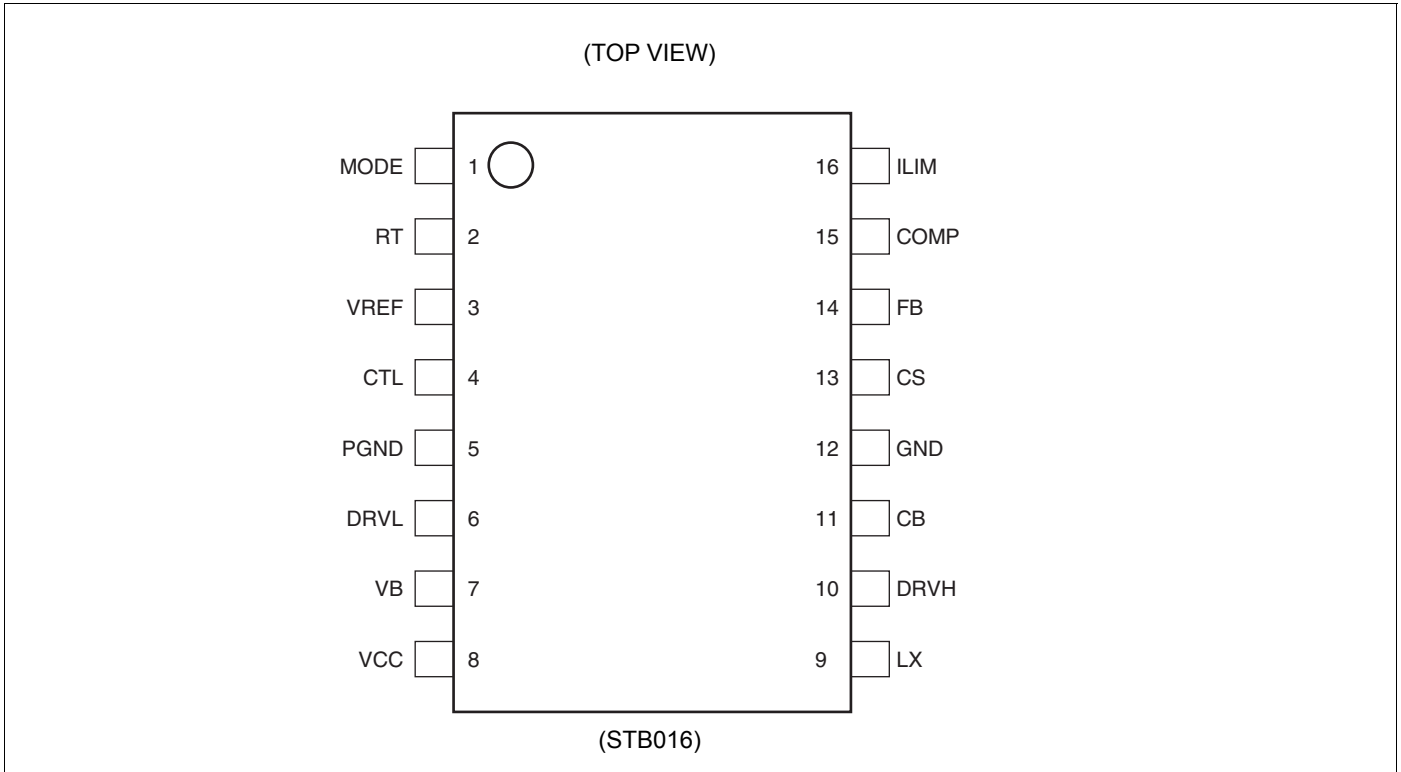 (TOP VIEW)
MODE 1 16 ILIM
RT 2 15 COMP
VREF 3 14 FB
CTL 4 13 CS
PGND 5 12 GND
DRVL 6 11 CB
VB 7 10 DRVH
VCC 8 9 LX
(STB016)